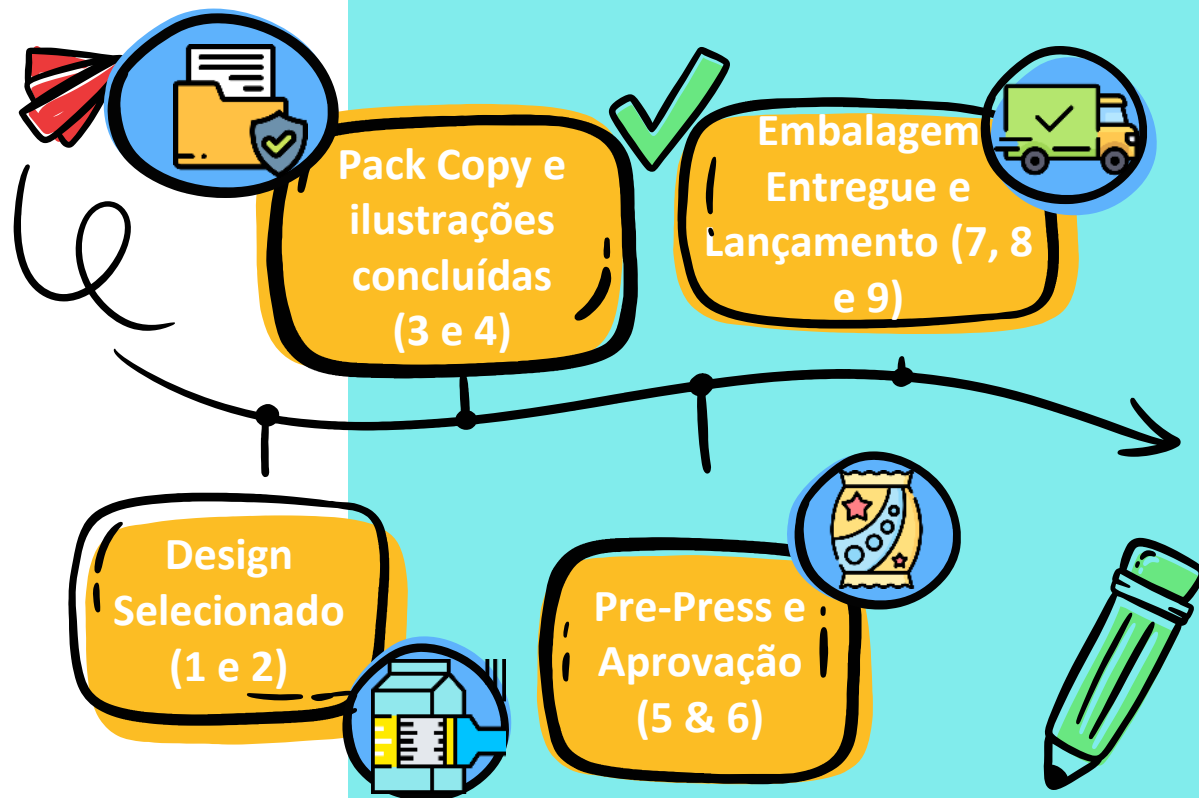 Pack Copy e
ilustrações
concluídas
(3 e 4)
Embalagem
Entregue e
Lançamento (7, 8
e 9)
Design
Selecionado
(1 e 2)
Pre-Press e
Aprovação
(5 & 6)